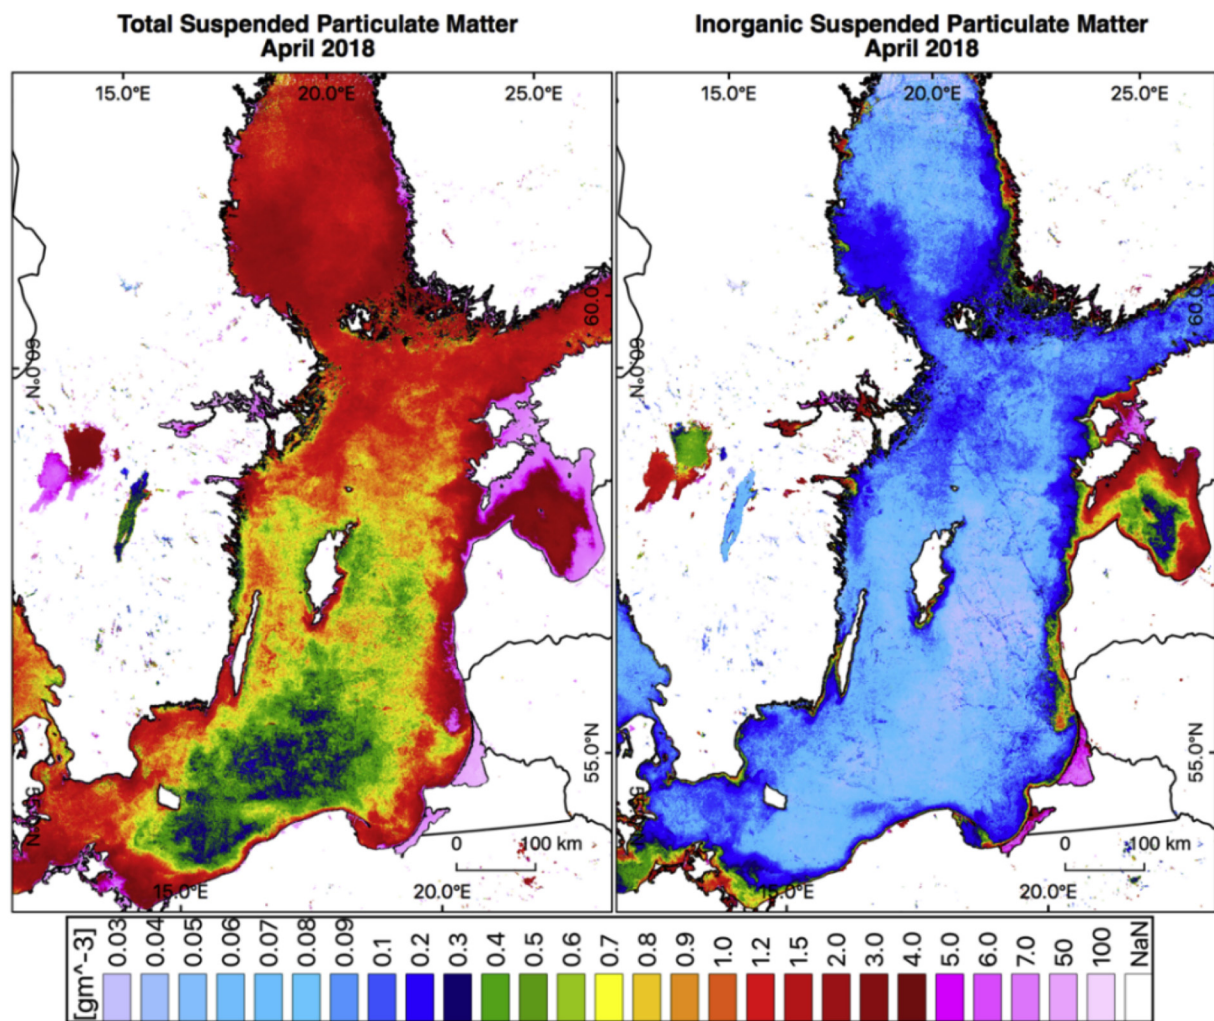 Total Suspended Particulate Matter
April 2018
Inorganic Suspended Particulate Matter
April 2018
15.0°E 20.0°E 25.0°E
15.0°E 20.0°E 25.0°E
60.0°N
60.0°N
60.0°N
60.0°N
55.0°N
55.0°N
55.0°N
0 100 km
0 100 km
15.0°E 20.0°E
15.0°E 20.0°E
[gm^-3] 0.03 0.04 0.05 0.06 0.07 0.08 0.09 0.1 0.2 0.3 0.4 0.5 0.6 0.7 0.8 0.9 1.0 1.2 1.5 2.0 3.0 4.0 5.0 6.0 7.0 50 100 NaN